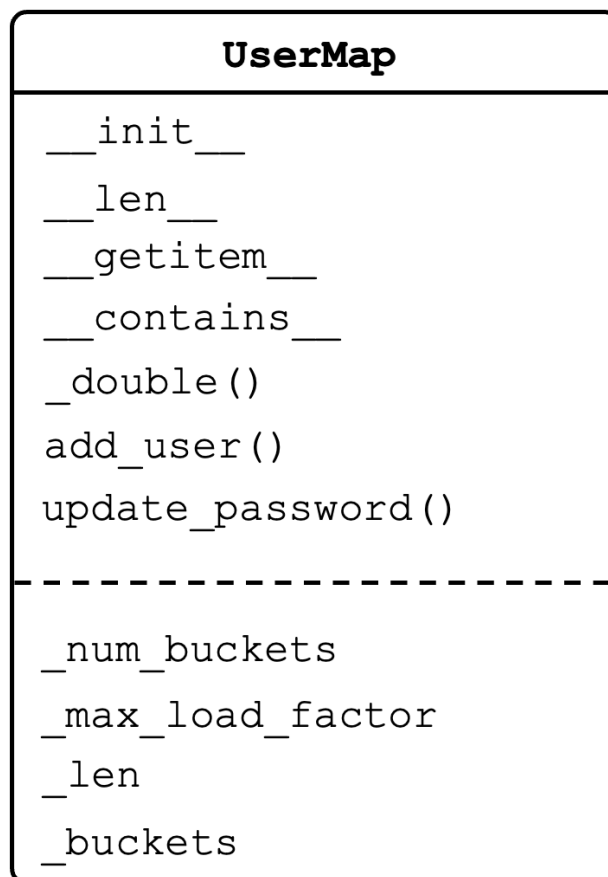 UserMap
__init__
__len__
__getitem__
__contains__
_double()
add_user()
update_password()
_num_buckets
_max_load_factor
_len
_buckets